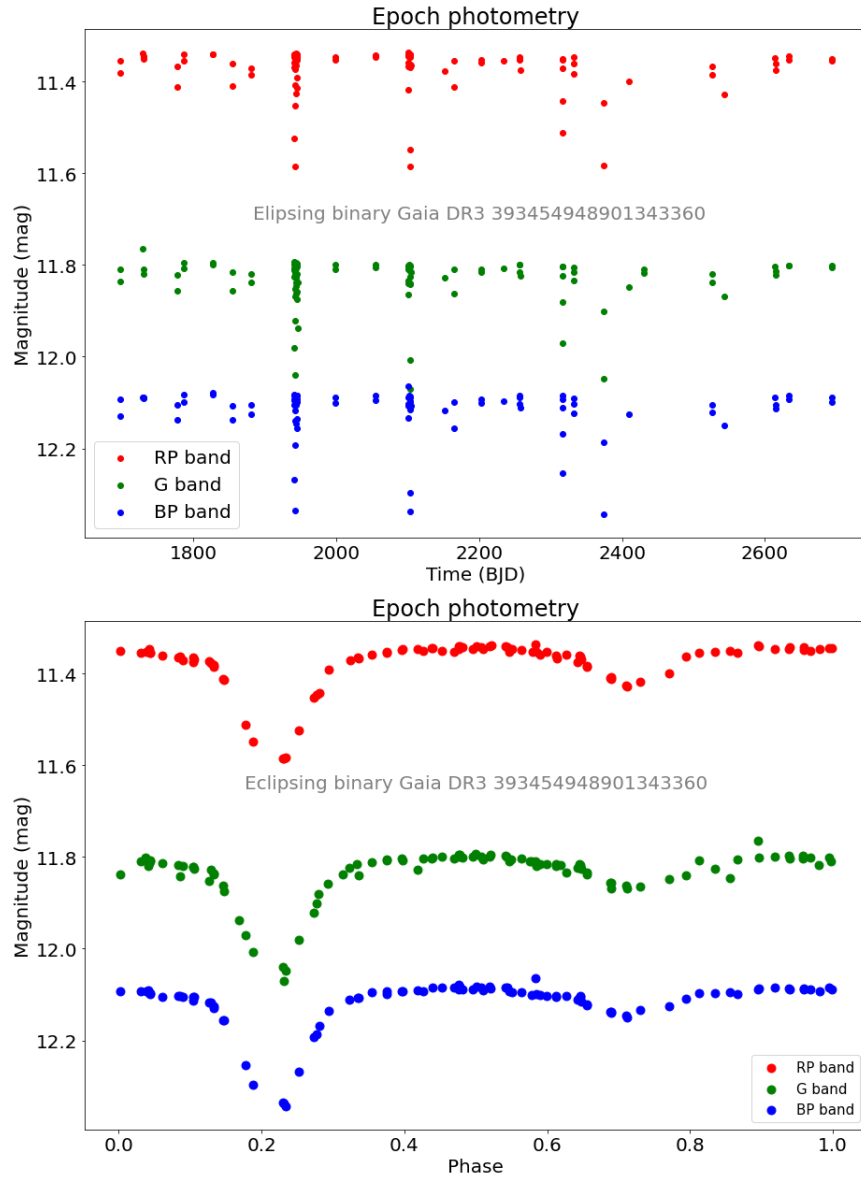 Epoch photometry
11.4
11.6
11.8
12.0
12.2
Magnitude (mag)
Elipsing binary Gaia DR3 393454948901343360
RP band
G band
BP band
1800 2000 2200 2400 2600
Time (BJD)
Epoch photometry
11.4
11.6
11.8
12.0
12.2
Magnitude (mag)
Eclipsing binary Gaia DR3 393454948901343360
RP band
G band
BP band
0.0 0.2 0.4 0.6 0.8 1.0
Phase